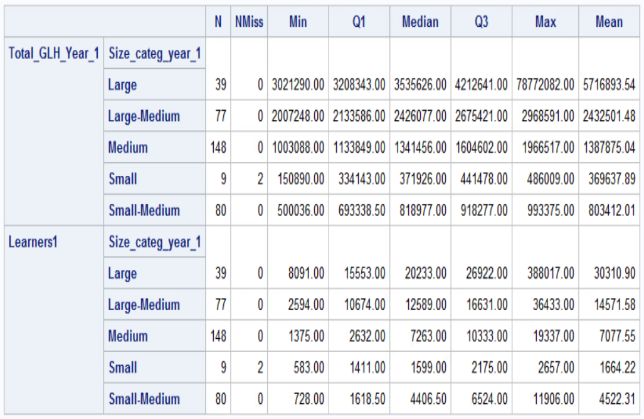 N NMiss Min Q1 Median Q3 Max Mean
Total_GLH_Year_1 Size_categ_year_1
Large 39 0 3021290.00 3208343.00 3535626.00 4212641.00 78772082.00 5716893.54
Large-Medium 77 0 2007248.00 2133586.00 2426077.00 2675421.00 2968591.00 2432501.48
Medium 148 0 1003088.00 1133849.00 1341456.00 1604602.00 1966517.00 1387875.04
Small 9 2 150890.00 334143.00 371926.00 441478.00 486009.00 369637.89
Small-Medium 80 0 500036.00 693338.50 818977.00 918277.00 993375.00 803412.01
Learners1 Size_categ_year_1
Large 39 0 8091.00 15553.00 20233.00 26922.00 388017.00 30310.90
Large-Medium 77 0 2594.00 10674.00 12589.00 16631.00 36433.00 14571.58
Medium 148 0 1375.00 2632.00 7263.00 10333.00 19337.00 7077.55
Small 9 2 583.00 1411.00 1599.00 2175.00 2657.00 1664.22
Small-Medium 80 0 728.00 1618.50 4406.50 6524.00 11906.00 4522.31